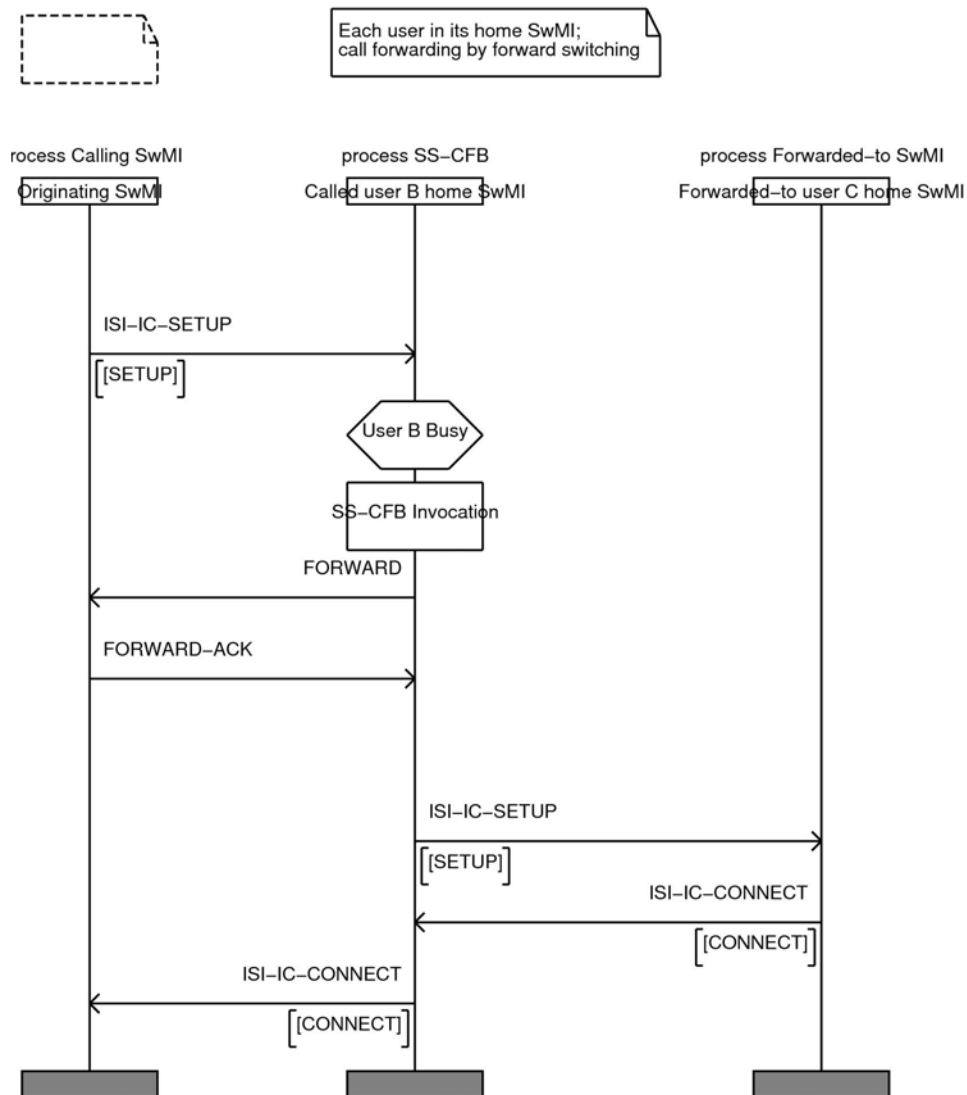 Each user in its home SwMI;
call forwarding by forward switching
rocess Calling SwMI
process SS–CFB
process Forwarded–to SwMI
Originating SwMI
Called user B home SwMI
Forwarded–to user C home SwMI
ISI–IC–SETUP
[SETUP]
User B Busy
SS–CFB Invocation
FORWARD
FORWARD–ACK
ISI–IC–SETUP
[SETUP]
ISI–IC–CONNECT
[CONNECT]
ISI–IC–CONNECT
[CONNECT]